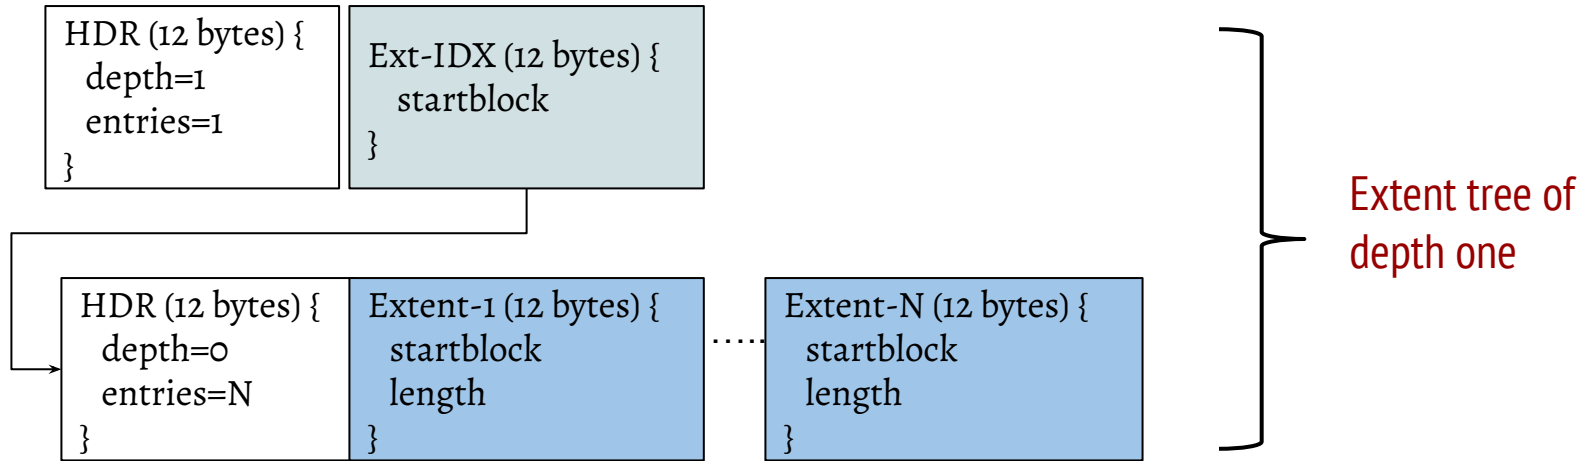 HDR (12 bytes) {
depth=1
entries=1
}
Ext-IDX (12 bytes) {
startblock
}
HDR (12 bytes) {
depth=0
entries=N
}
Extent-1 (12 bytes) {
startblock
length
}
.....
Extent-N (12 bytes) {
startblock
length
}
Extent tree of
depth one